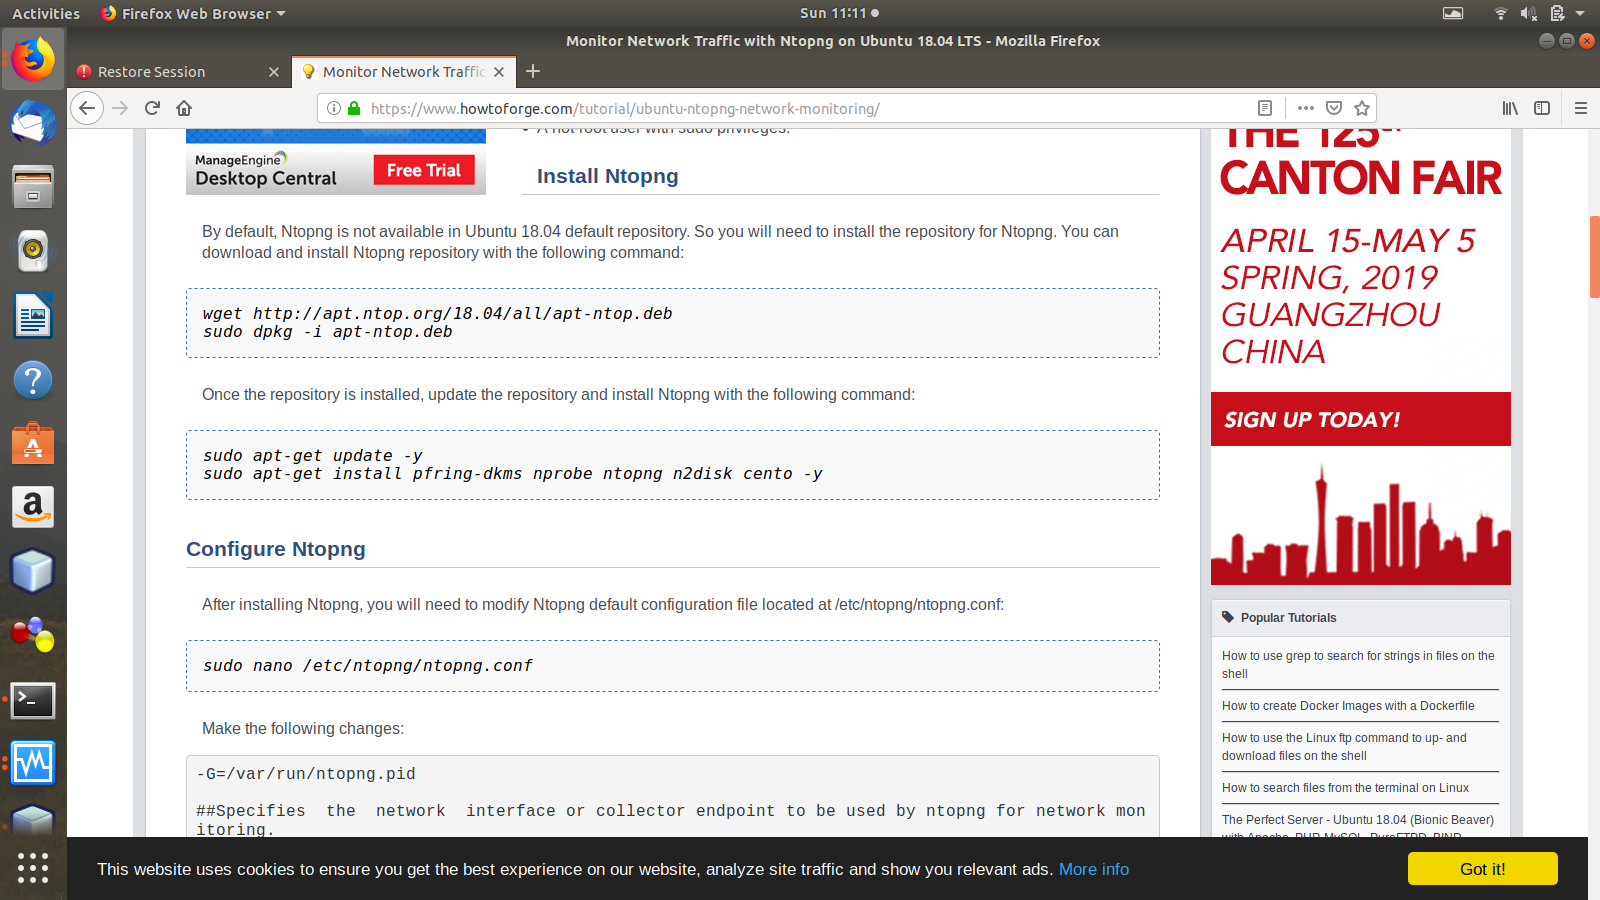 Activities
Firefox Web Browser
Sun 11:11
Monitor Network Traffic with Ntopng on Ubuntu 18.04 LTS - Mozilla Firefox
Restore Session
Monitor Network Traffic
https://www.howtoforge.com/tutorial/ubuntu-ntopng-network-monitoring/
A not root user with sudo privileges.
ManageEngine
Desktop Central
Free Trial
Install Ntopng
By default, Ntopng is not available in Ubuntu 18.04 default repository. So you will need to install the repository for Ntopng. You can
download and install Ntopng repository with the following command:
wget http://apt.ntop.org/18.04/all/apt-ntop.deb
sudo dpkg -i apt-ntop.deb
Once the repository is installed, update the repository and install Ntopng with the following command:
sudo apt-get update -y
sudo apt-get install pfring-dkms nprobe ntopng n2disk cento -y
Configure Ntopng
After installing Ntopng, you will need to modify Ntopng default configuration file located at /etc/ntopng/ntopng.conf:
sudo nano /etc/ntopng/ntopng.conf
Make the following changes:
-G=/var/run/ntopng.pid
##Specifies the network interface or collector endpoint to be used by ntopng for network mon
itoring.
THE 125th
CANTON FAIR
APRIL 15-MAY 5
SPRING, 2019
GUANGZHOU
CHINA
SIGN UP TODAY!
Popular Tutorials
How to use grep to search for strings in files on the
shell
How to create Docker Images with a Dockerfile
How to use the Linux ftp command to up- and
download files on the shell
How to search files from the terminal on Linux
The Perfect Server - Ubuntu 18.04 (Bionic Beaver)
with Apache, PHP, MySQL, PureFTPD, BIND,
This website uses cookies to ensure you get the best experience on our website, analyze site traffic and show you relevant ads. More info
Got it!